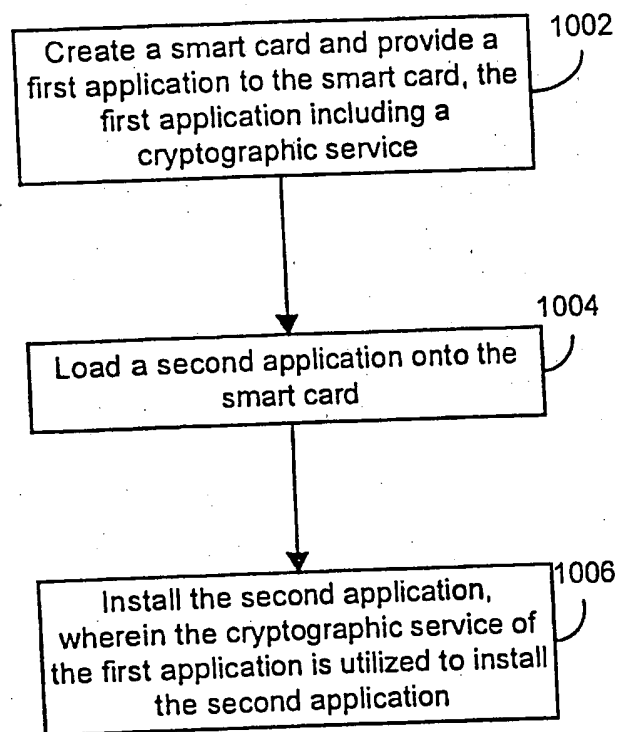 1002
Create a smart card and provide a
first application to the smart card, the
first application including a
cryptographic service
1004
Load a second application onto the
smart card
1006
Install the second application,
wherein the cryptographic service of
the first application is utilized to install
the second application